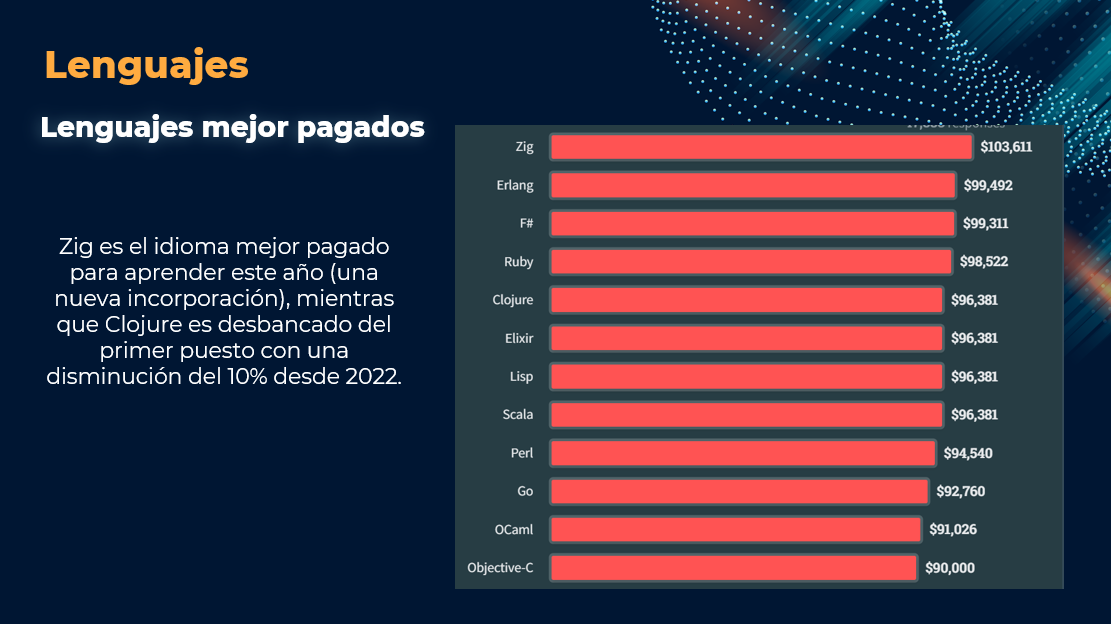 Lenguajes
Lenguajes mejor pagados
Zig es el idioma mejor pagado
para aprender este año (una
nueva incorporación), mientras
que Clojure es desbancado del
primer puesto con una
disminución del 10% desde 2022.
responses
Zig $103,611
Erlang $99,492
F# $99,311
Ruby $98,522
Clojure $96,381
Elixir $96,381
Lisp $96,381
Scala $96,381
Perl $94,540
Go $92,760
OCaml $91,026
Objective-C $90,000